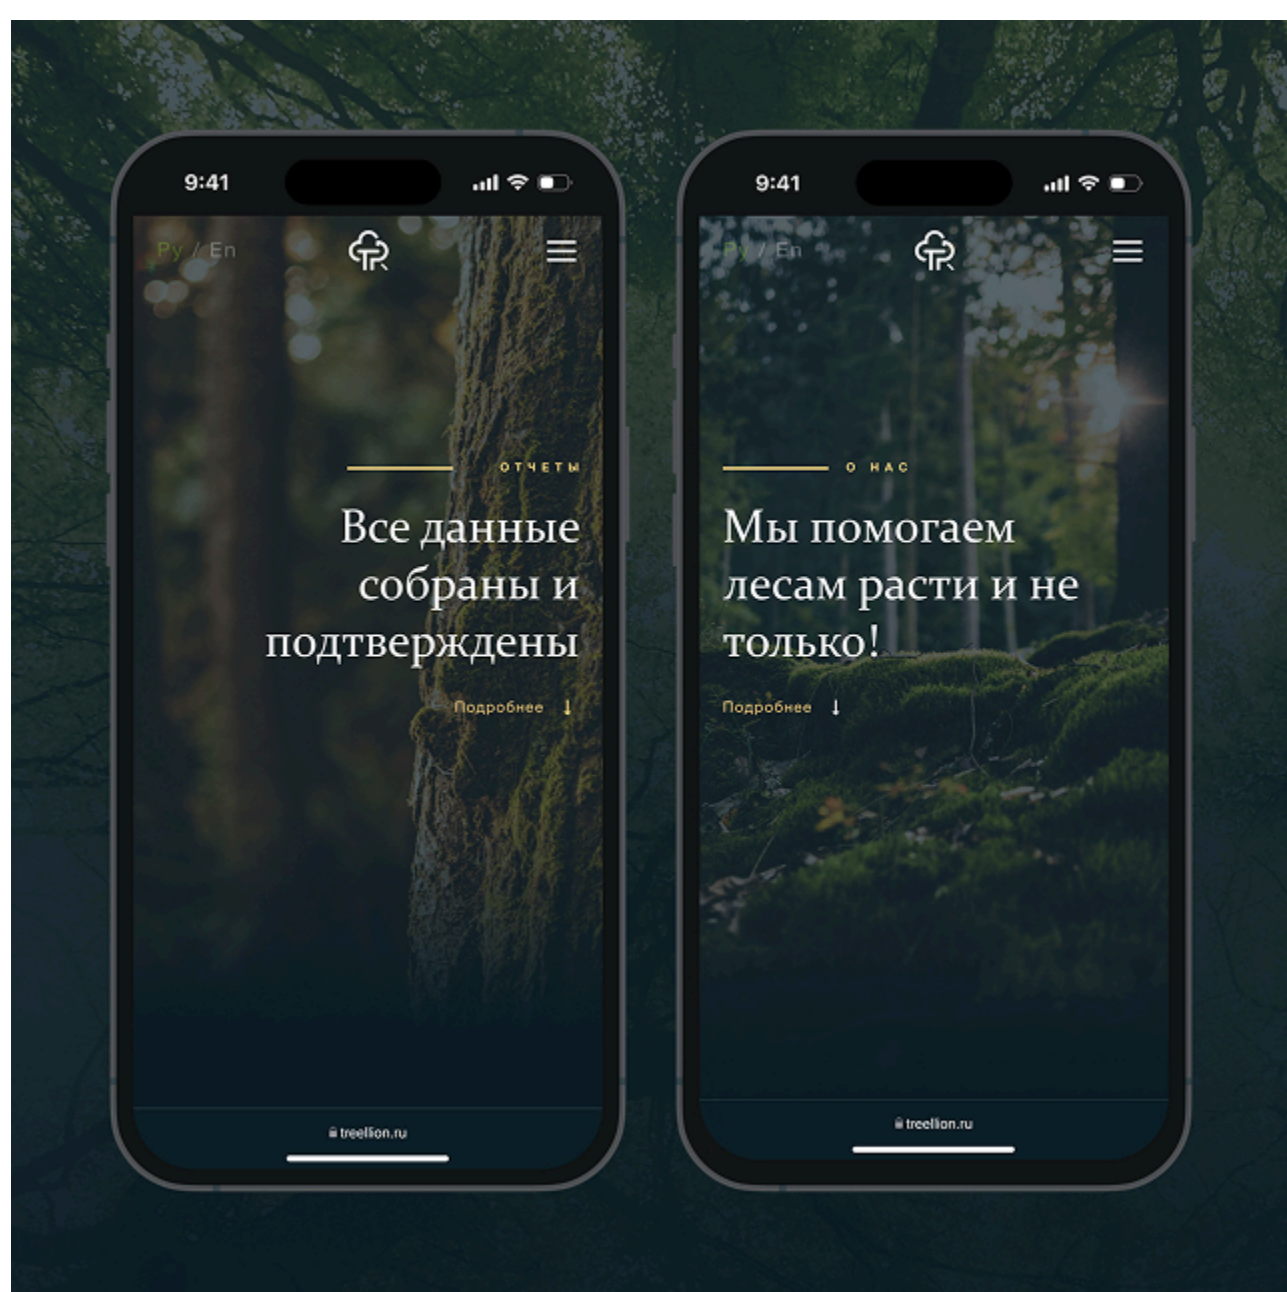 9:41
Ру / En
ОТЧЕТЫ
Все данные
собраны и
подтверждены
Подробнее ↓
treellion.ru
9:41
Ру / En
О НАС
Мы помогаем
лесам расти и не
только!
Подробнее ↓
treellion.ru